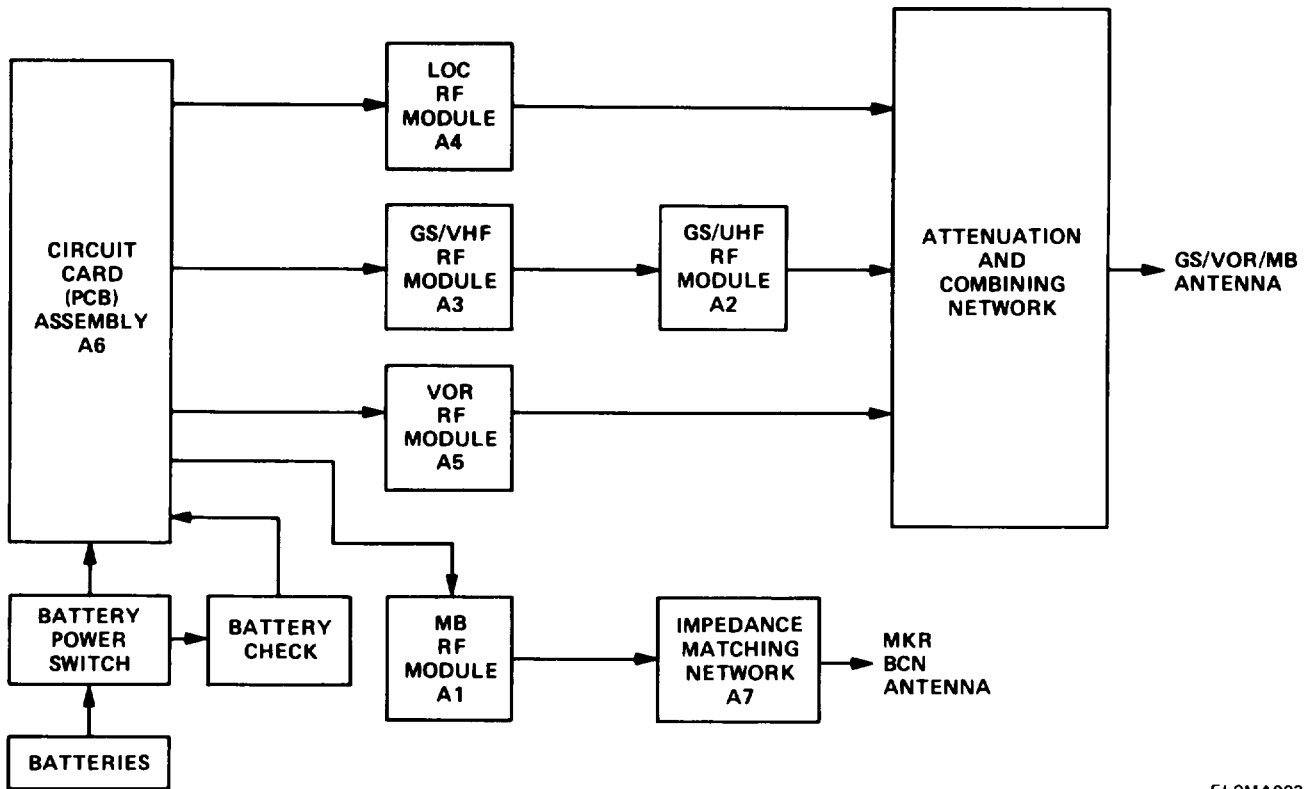 CIRCUIT
CARD
(PCB)
ASSEMBLY
A6
LOC
RF
MODULE
A4
GS/VHF
RF
MODULE
A3
GS/UHF
RF
MODULE
A2
VOR
RF
MODULE
A5
ATTENUATION
AND
COMBINING
NETWORK
GS/VOR/MB
ANTENNA
BATTERY
POWER
SWITCH
BATTERY
CHECK
BATTERIES
MB
RF
MODULE
A1
IMPEDANCE
MATCHING
NETWORK
A7
MKR
BCN
ANTENNA